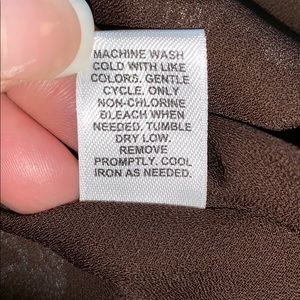 MACHINE WASH
COLD WITH LIKE
COLORS. GENTLE
CYCLE. ONLY
NON-CHLORINE
BLEACH WHEN
NEEDED. TUMBLE
DRY LOW.
REMOVE
PROMPTLY. COOL
IRON AS NEEDED.